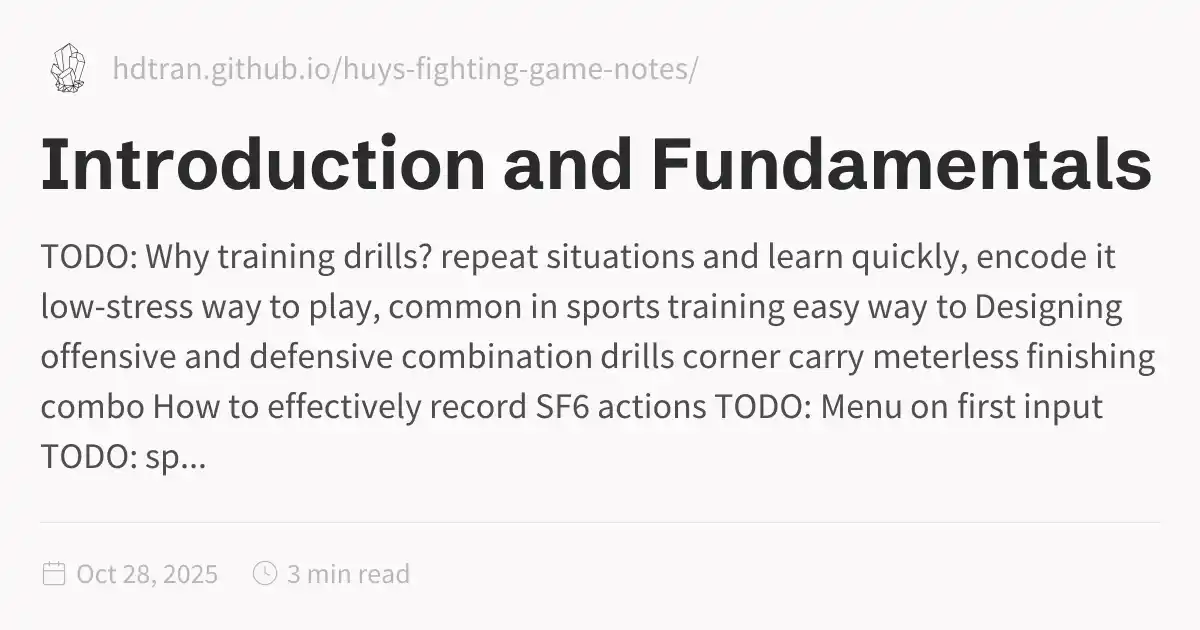 hdtran.github.io/huys-fighting-game-notes/
Introduction and Fundamentals
TODO: Why training drills? repeat situations and learn quickly, encode it
low-stress way to play, common in sports training easy way to Designing
offensive and defensive combination drills corner carry meterless finishing
combo How to effectively record SF6 actions TODO: Menu on first input
TODO: sp...
Oct 28, 2025 3 min read